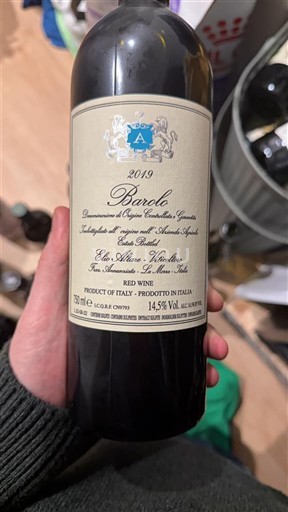 A
2019
Barolo
Denominazione di Origine Controllata e Garantita
Imbottigliato all'origine nell'Azienda Agricola
Estate Bottled
Elio Altare - Viticoltore
Fraz. Annunziata - La Morra - Italia
RED WINE
PRODUCT OF ITALY - PRODOTTO IN ITALIA
750 ml e
I.C.Q.R.F. CN9793
14,5% Vol.